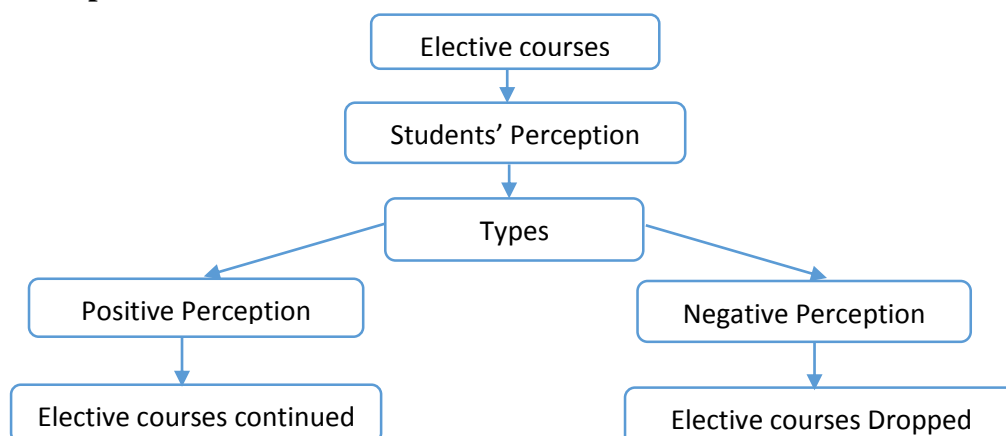 Elective courses
Students’ Perception
Types
Positive Perception
Negative Perception
Elective courses continued
Elective courses Dropped